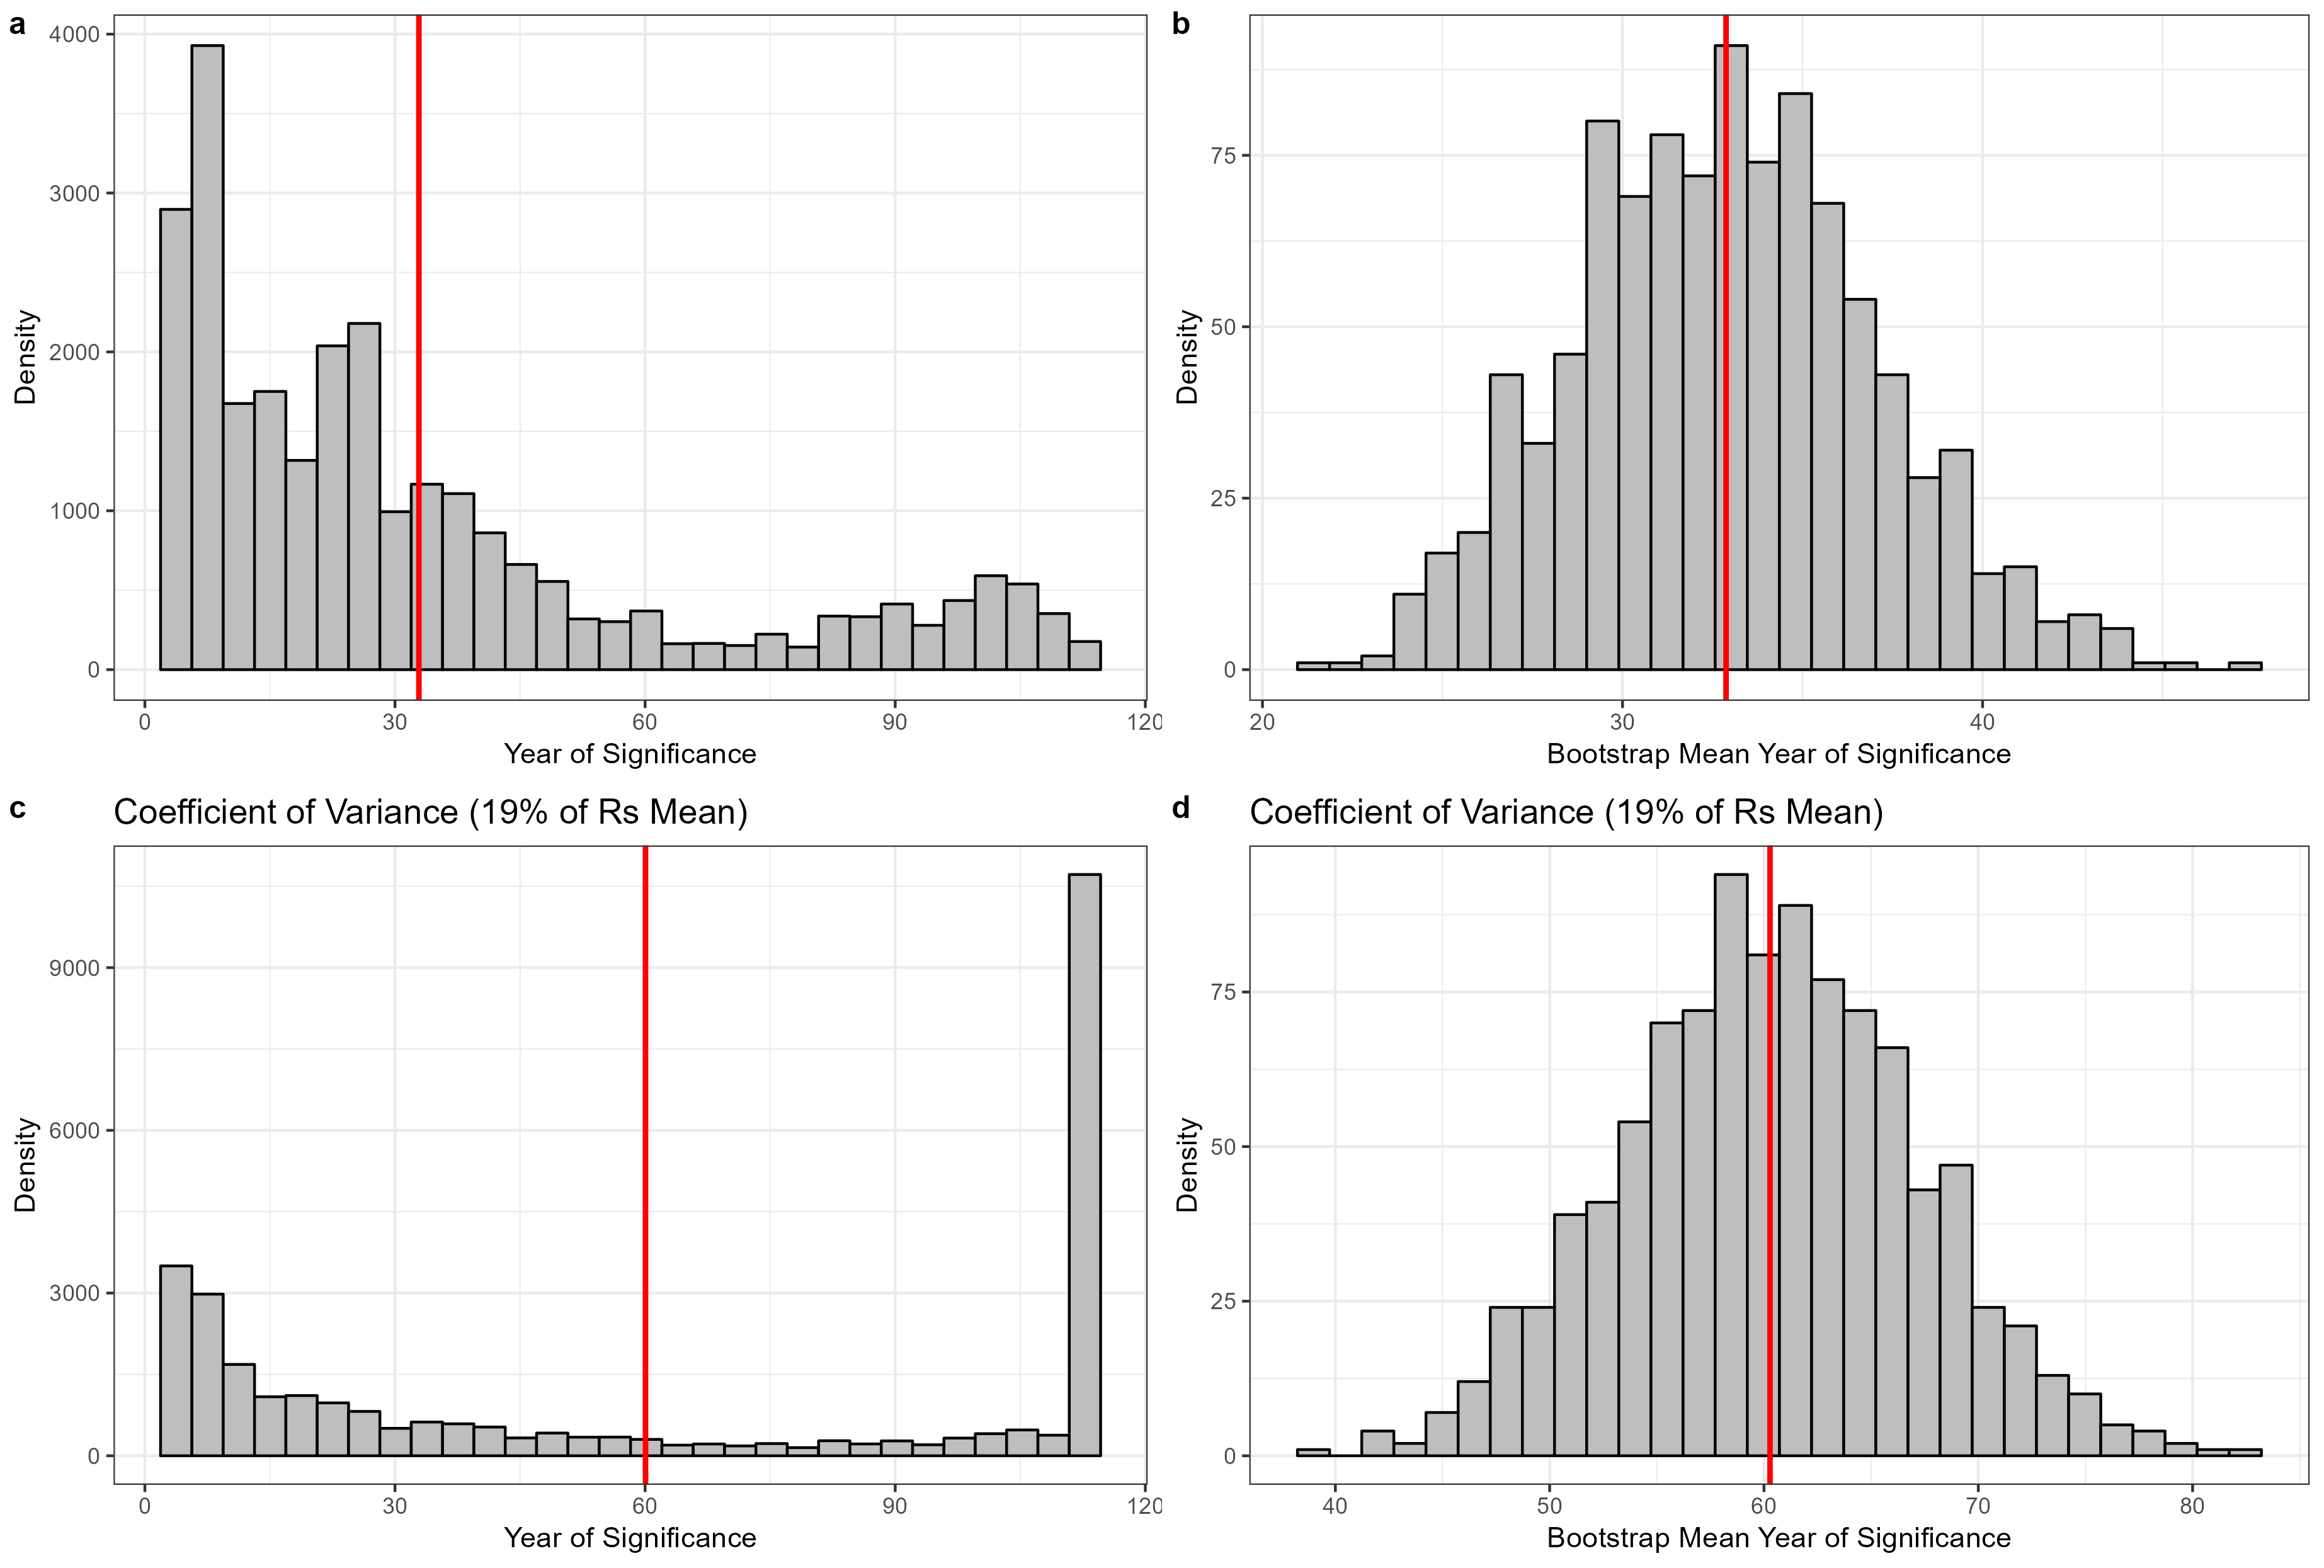 a
4000
3000
2000
1000
0
Density
0 30 60 90 120
Year of Significance
b
75
50
25
0
Density
20 30 40
Bootstrap Mean Year of Significance
c
Coefficient of Variance (19% of Rs Mean)
9000
6000
3000
0
Density
0 30 60 90 120
Year of Significance
d
Coefficient of Variance (19% of Rs Mean)
75
50
25
0
Density
40 50 60 70 80
Bootstrap Mean Year of Significance